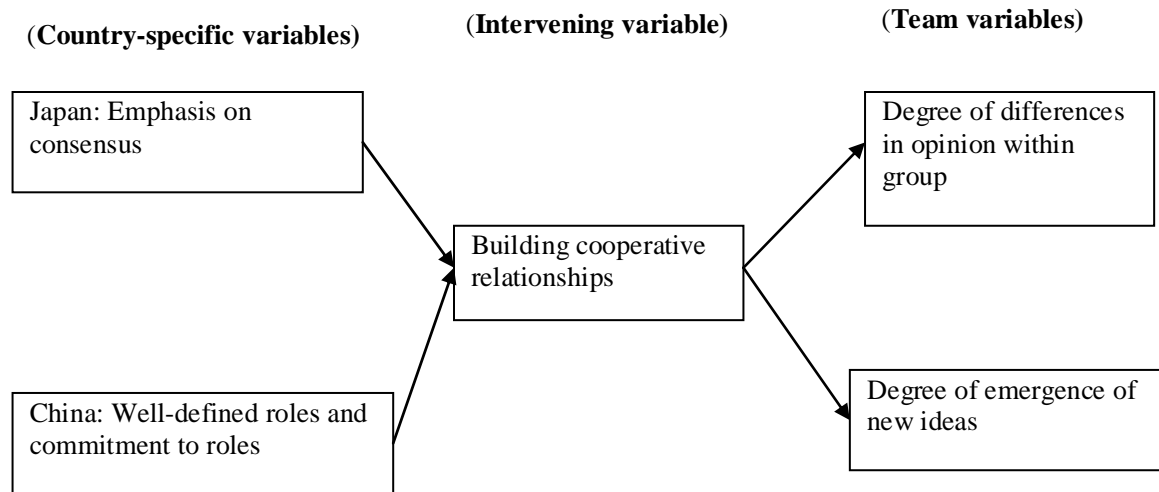 (Country-specific variables)
(Intervening variable)
(Team variables)
Japan: Emphasis on
consensus
Degree of differences
in opinion within
group
Building cooperative
relationships
China: Well-defined roles and
commitment to roles
Degree of emergence of
new ideas